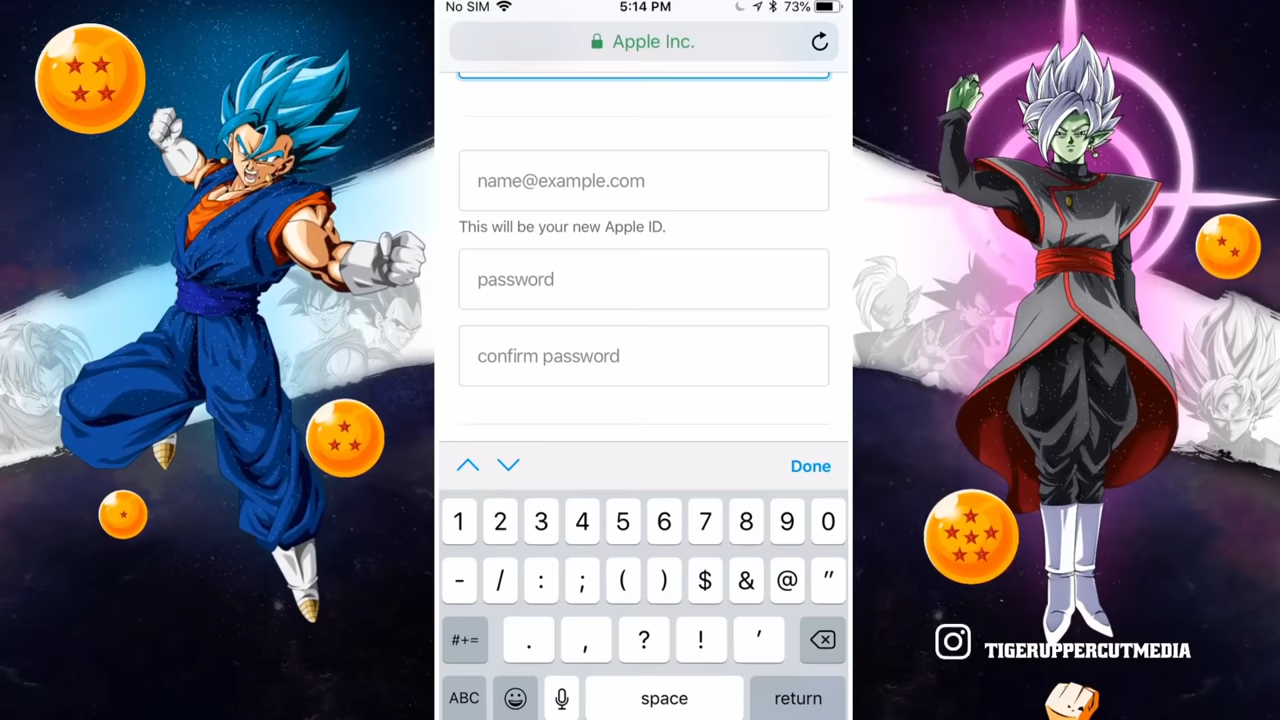 No SIM 5:14 PM 73%
Apple Inc.
name@example.com
This will be your new Apple ID.
password
confirm password
Done
1 2 3 4 5 6 7 8 9 0
- / : ; ( ) $ & @ "
#+= . , ? ! '
ABC space return
TIGERUPPERCUTMEDIA